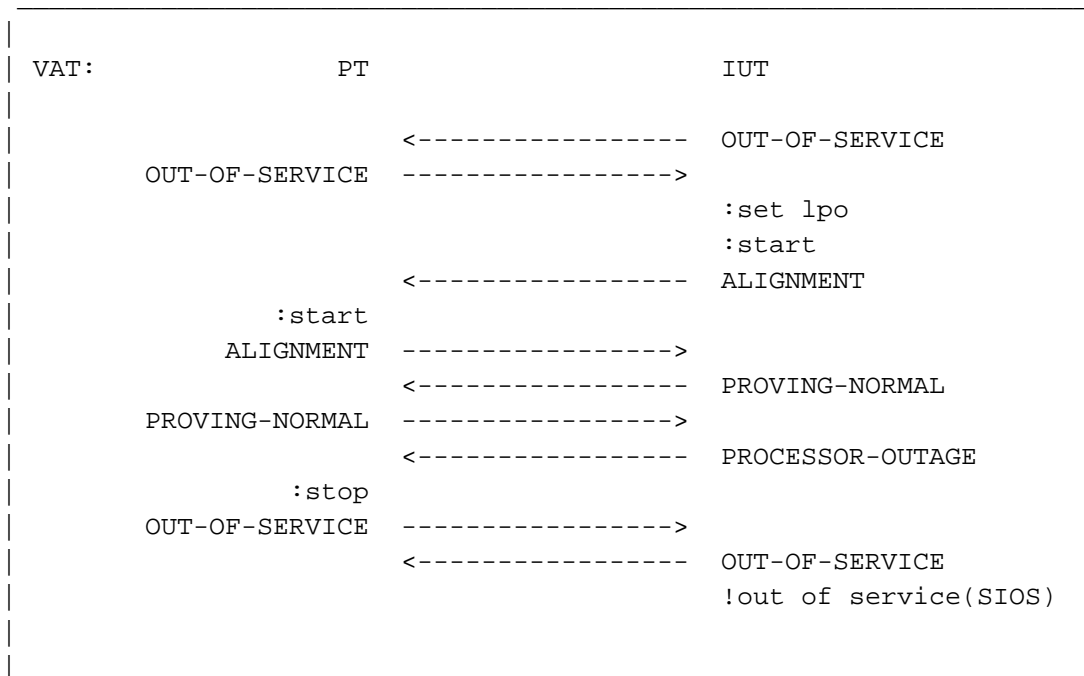 VAT: PT IUT
<----------------- OUT-OF-SERVICE
OUT-OF-SERVICE ----------------->
:set lpo
:start
<----------------- ALIGNMENT
:start
ALIGNMENT ----------------->
<----------------- PROVING-NORMAL
PROVING-NORMAL ----------------->
<----------------- PROCESSOR-OUTAGE
:stop
OUT-OF-SERVICE ----------------->
<----------------- OUT-OF-SERVICE
!out of service(SIOS)